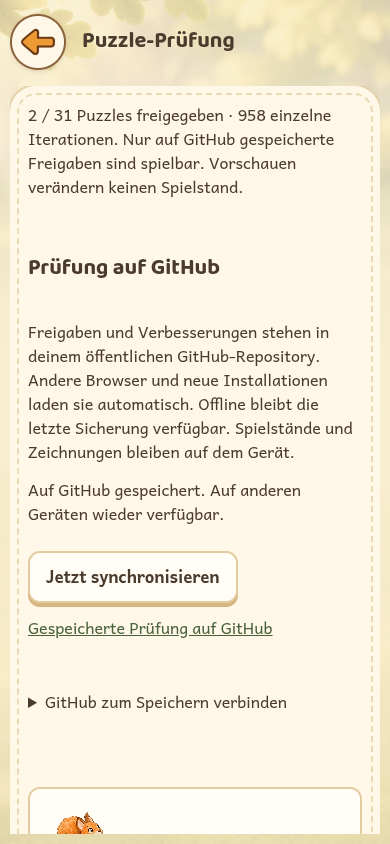 Puzzle-Prüfung
2 / 31 Puzzles freigegeben · 958 einzelne
Iterationen. Nur auf GitHub gespeicherte
Freigaben sind spielbar. Vorschauen
verändern keinen Spielstand.
Prüfung auf GitHub
Freigaben und Verbesserungen stehen in
deinem öffentlichen GitHub-Repository.
Andere Browser und neue Installationen
laden sie automatisch. Offline bleibt die
letzte Sicherung verfügbar. Spielstände und
Zeichnungen bleiben auf dem Gerät.
Auf GitHub gespeichert. Auf anderen
Geräten wieder verfügbar.
Jetzt synchronisieren
Gespeicherte Prüfung auf GitHub
GitHub zum Speichern verbinden